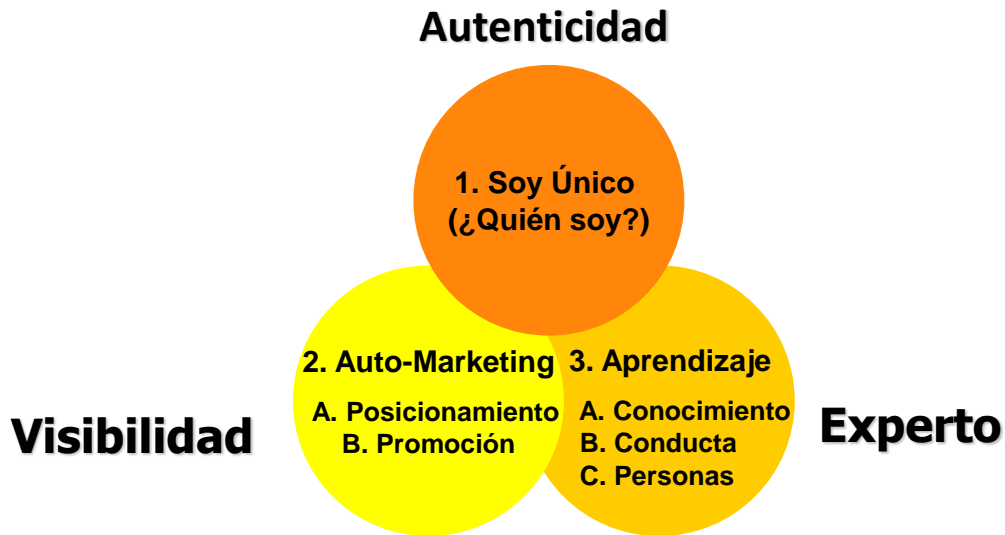 Autenticidad
1. Soy Único
(¿Quién soy?)
2. Auto-Marketing
A. Posicionamiento
B. Promoción
3. Aprendizaje
A. Conocimiento
B. Conducta
C. Personas
Visibilidad
Experto